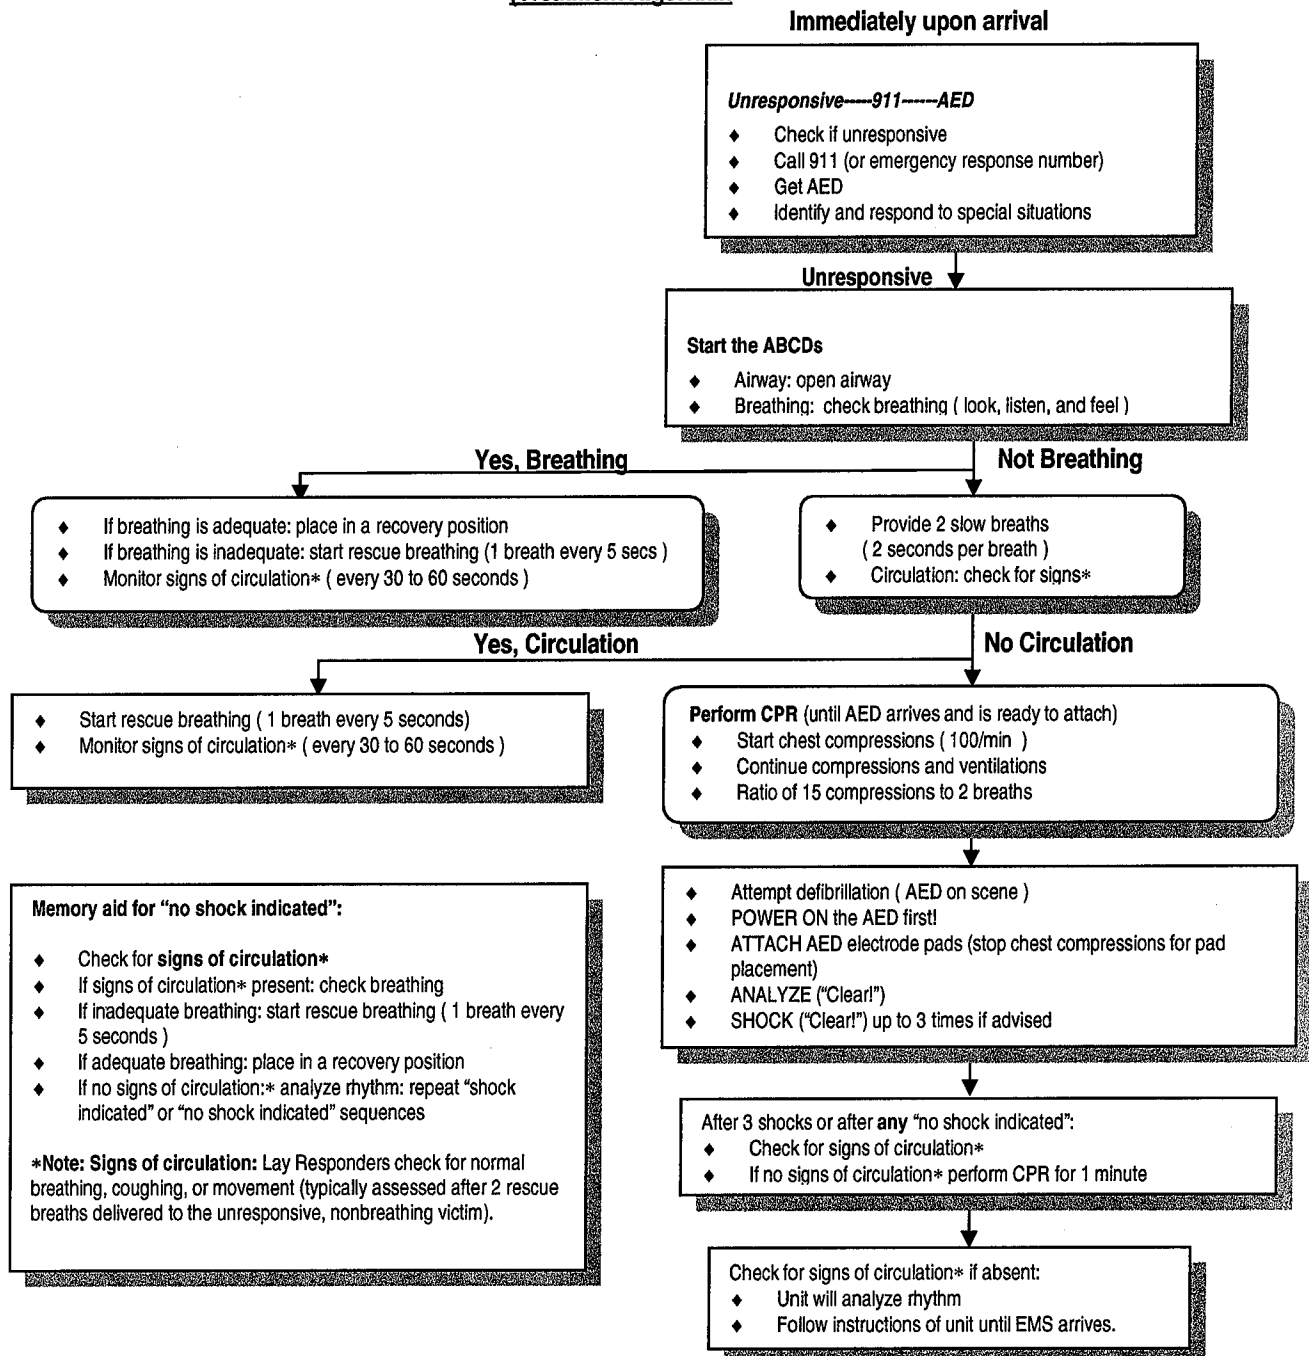 Immediately upon arrival
Unresponsive-----911------AED
♦ Check if unresponsive
♦ Call 911 (or emergency response number)
♦ Get AED
♦ Identify and respond to special situations
Unresponsive
Start the ABCDs
♦ Airway: open airway
♦ Breathing: check breathing ( look, listen, and feel )
Yes, Breathing
Not Breathing
♦ If breathing is adequate: place in a recovery position
♦ If breathing is inadequate: start rescue breathing (1 breath every 5 secs )
♦ Monitor signs of circulation* ( every 30 to 60 seconds )
♦ Provide 2 slow breaths
( 2 seconds per breath )
♦ Circulation: check for signs*
Yes, Circulation
No Circulation
♦ Start rescue breathing ( 1 breath every 5 seconds)
♦ Monitor signs of circulation* ( every 30 to 60 seconds )
Perform CPR (until AED arrives and is ready to attach)
♦ Start chest compressions ( 100/min )
♦ Continue compressions and ventilations
♦ Ratio of 15 compressions to 2 breaths
♦ Attempt defibrillation ( AED on scene )
♦ POWER ON the AED first!
♦ ATTACH AED electrode pads (stop chest compressions for pad
placement)
♦ ANALYZE ("Clear!")
♦ SHOCK ("Clear!") up to 3 times if advised
Memory aid for "no shock indicated":
♦ Check for signs of circulation*
♦ If signs of circulation* present: check breathing
♦ If inadequate breathing: start rescue breathing ( 1 breath every
5 seconds )
♦ If adequate breathing: place in a recovery position
♦ If no signs of circulation:* analyze rhythm: repeat "shock
indicated" or "no shock indicated" sequences
*Note: Signs of circulation: Lay Responders check for normal
breathing, coughing, or movement (typically assessed after 2 rescue
breaths delivered to the unresponsive, nonbreathing victim).
After 3 shocks or after any "no shock indicated":
♦ Check for signs of circulation*
♦ If no signs of circulation* perform CPR for 1 minute
Check for signs of circulation* if absent:
♦ Unit will analyze rhythm
♦ Follow instructions of unit until EMS arrives.